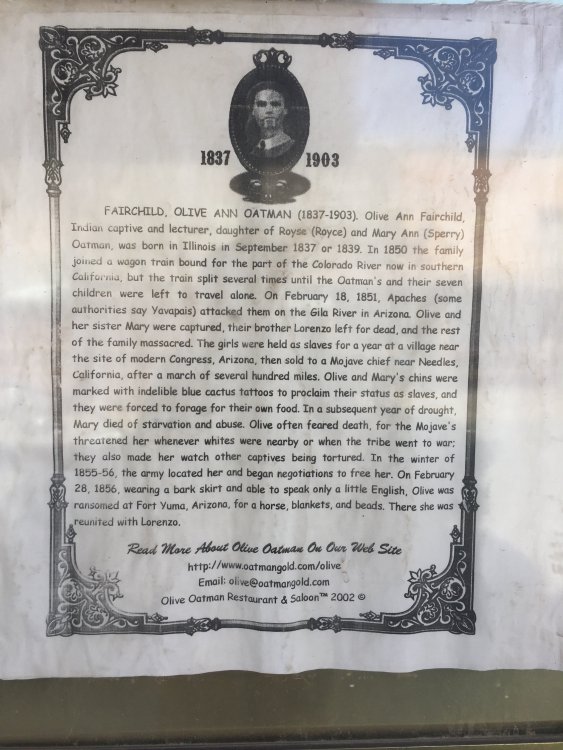 1837 1903
FAIRCHILD, OLIVE ANN OATMAN (1837-1903). Olive Ann Fairchild,
Indian captive and lecturer, daughter of Royse (Royce) and Mary Ann (Sperry)
Oatman, was born in Illinois in September 1837 or 1839. In 1850 the family
joined a wagon train bound for the part of the Colorado River now in southern
California, but the train split several times until the Oatman's and their seven
children were left to travel alone. On February 18, 1851, Apaches (some
authorities say Yavapais) attacked them on the Gila River in Arizona. Olive and
her sister Mary were captured, their brother Lorenzo left for dead, and the rest
of the family massacred. The girls were held as slaves for a year at a village near
the site of modern Congress, Arizona, then sold to a Mojave chief near Needles,
California, after a march of several hundred miles. Olive and Mary's chins were
marked with indelible blue cactus tattoos to proclaim their status as slaves, and
they were forced to forage for their own food. In a subsequent year of drought,
Mary died of starvation and abuse. Olive often feared death, for the Mojave's
threatened her whenever whites were nearby or when the tribe went to war;
they also made her watch other captives being tortured. In the winter of
1855-56, the army located her and began negotiations to free her. On February
28, 1856, wearing a bark skirt and able to speak only a little English, Olive was
ransomed at Fort Yuma, Arizona, for a horse, blankets, and beads. There she was
reunited with Lorenzo.
Read More About Olive Oatman On Our Web Site
http://www.oatmangold.com/olive
Email: olive@oatmangold.com
Olive Oatman Restaurant & Saloon™ 2002 ©